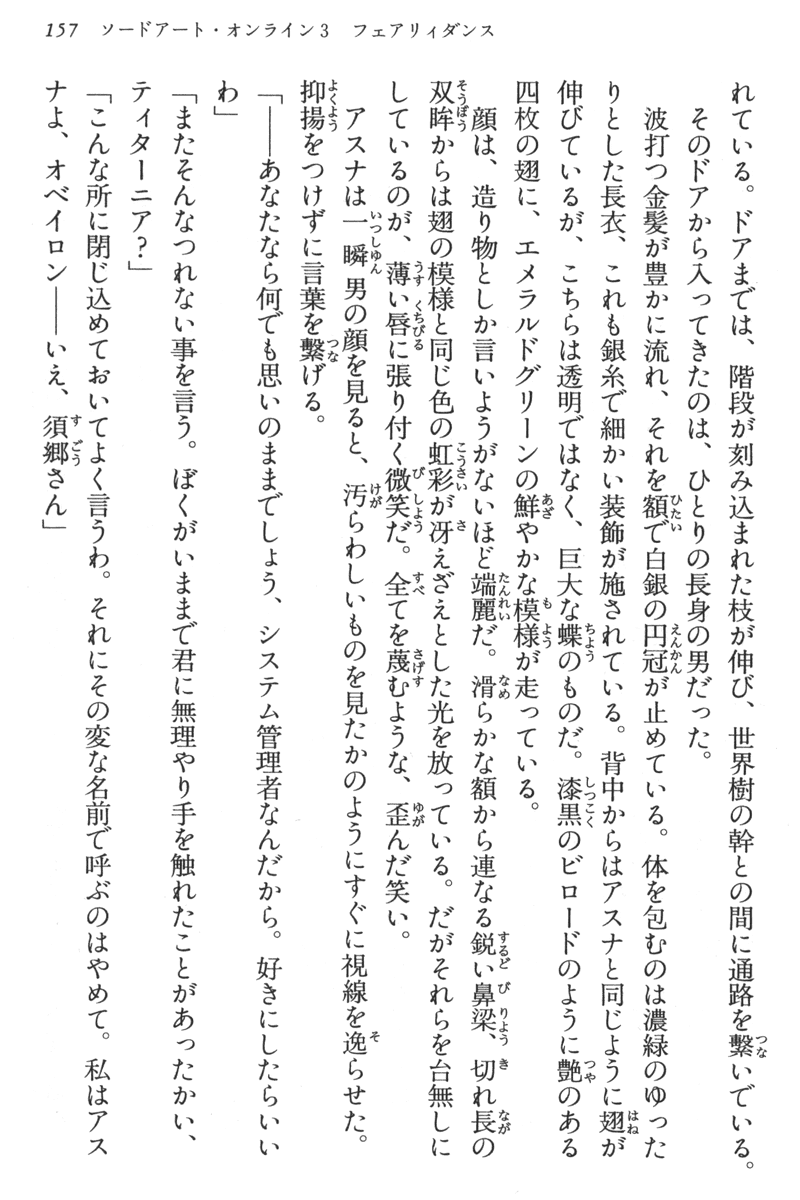 157　ソードアート・オンライン3　フェアリィダンス
れている。ドアまでは、階段が刻み込まれた枝が伸び、世界樹の幹との間に通路を繋いでいる。
そのドアから入ってきたのは、ひとりの長身の男だった。
波打つ金髪が豊かに流れ、それを額で白銀の円冠が止めている。体を包むのは濃緑のゆった
りとした長衣、これも銀糸で細かい装飾が施されている。背中からはアスナと同じように翅が
伸びているが、こちらは透明ではなく、巨大な蝶のものだ。漆黒のビロードのように艶のある
四枚の翅に、エメラルドグリーンの鮮やかな模様が走っている。
顔は、造り物としか言いようがないほど端麗だ。滑らかな額から連なる鋭い鼻梁、切れ長の
双眸からは翅の模様と同じ色の虹彩が冴えざえとした光を放っている。だがそれらを台無しに
しているのが、薄い唇に張り付く微笑だ。全てを蔑むような、歪んだ笑い。
アスナは一瞬男の顔を見ると、汚らわしいものを見たかのようにすぐに視線を逸らせた。
抑揚をつけずに言葉を繋げる。
「――あなたなら何でも思いのままでしょう、システム管理者なんだから。好きにしたらいい
わ」
「またそんなつれない事を言う。ぼくがいままで君に無理やり手を触れたことがあったかい、
ティターニア?」
「こんな所に閉じ込めておいてよく言うわ。それにその変な名前で呼ぶのはやめて。私はアス
ナよ、オベイロン――いえ、須郷さん」